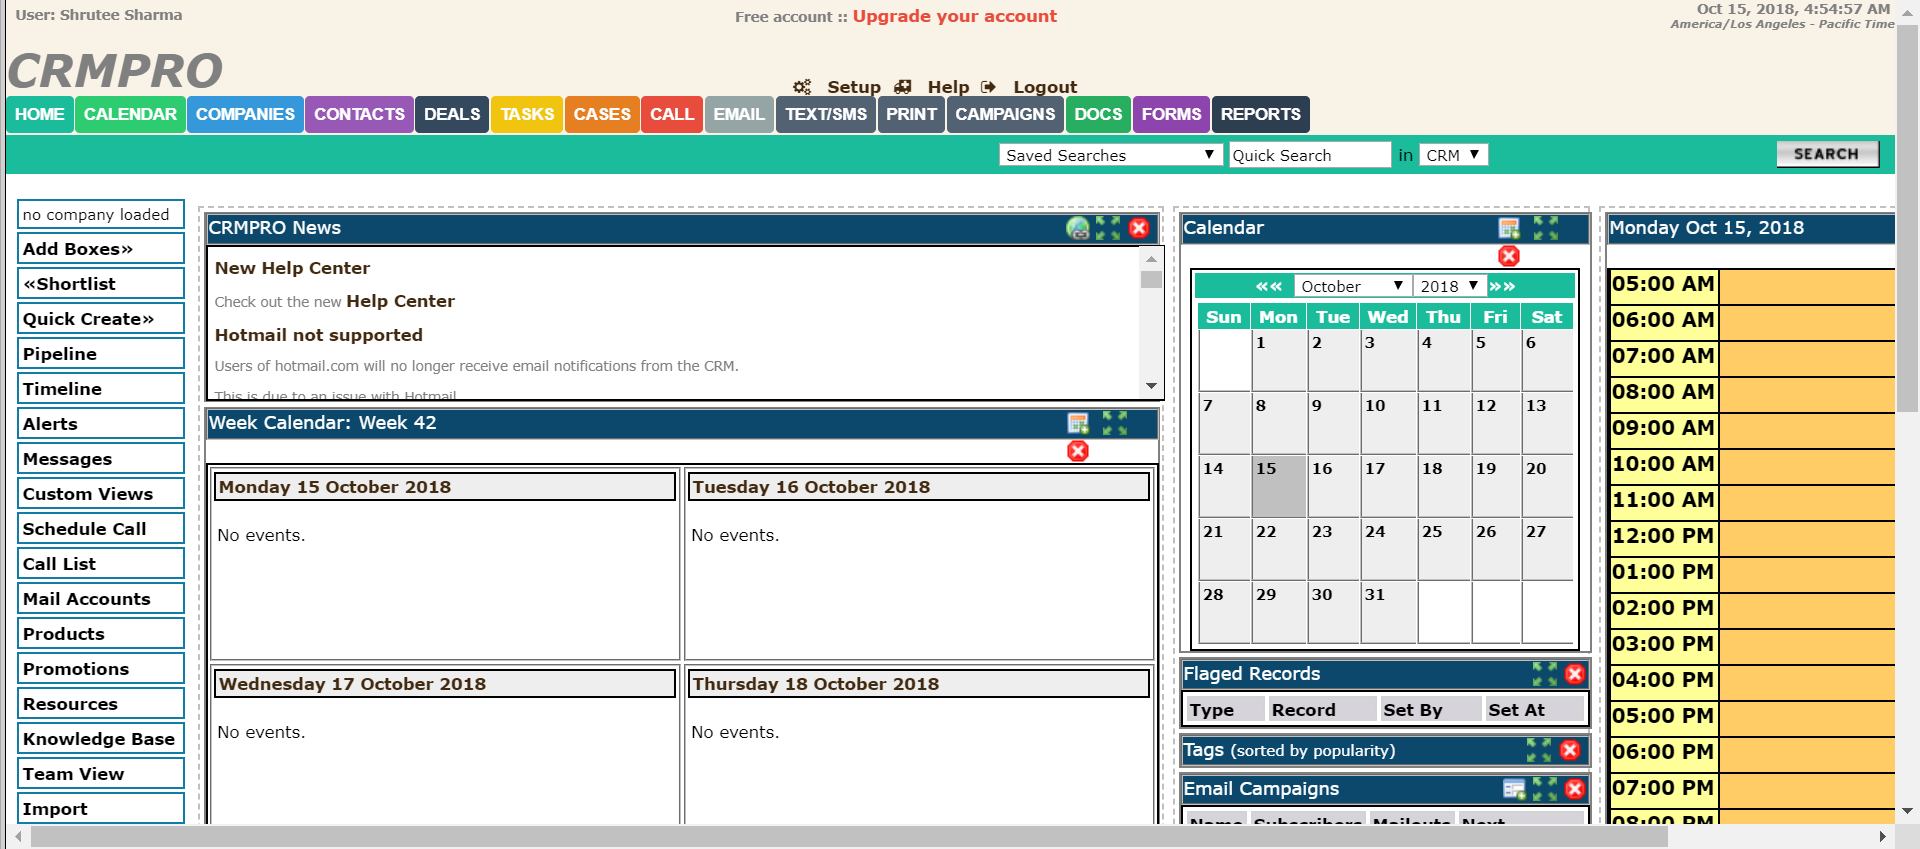 User: Shrutee Sharma
Free account :: Upgrade your account
Oct 15, 2018, 4:54:57 AM
America/Los Angeles - Pacific Time
CRMPRO
Setup Help Logout
HOME CALENDAR COMPANIES CONTACTS DEALS TASKS CASES CALL EMAIL TEXT/SMS PRINT CAMPAIGNS DOCS FORMS REPORTS
Saved Searches Quick Search in CRM SEARCH
no company loaded
Add Boxes»
«Shortlist
Quick Create»
Pipeline
Timeline
Alerts
Messages
Custom Views
Schedule Call
Call List
Mail Accounts
Products
Promotions
Resources
Knowledge Base
Team View
Import
CRMPRO News
New Help Center
Check out the new Help Center
Hotmail not supported
Users of hotmail.com will no longer receive email notifications from the CRM.
This is due to an issue with Hotmail
Week Calendar: Week 42
Monday 15 October 2018
No events.
Tuesday 16 October 2018
No events.
Wednesday 17 October 2018
No events.
Thursday 18 October 2018
No events.
Calendar
«« October 2018 »»
Sun Mon Tue Wed Thu Fri Sat
1 2 3 4 5 6
7 8 9 10 11 12 13
14 15 16 17 18 19 20
21 22 23 24 25 26 27
28 29 30 31
Flaged Records
Type Record Set By Set At
Tags (sorted by popularity)
Email Campaigns
Name Subscribers Mailouts Next
Monday Oct 15, 2018
05:00 AM
06:00 AM
07:00 AM
08:00 AM
09:00 AM
10:00 AM
11:00 AM
12:00 PM
01:00 PM
02:00 PM
03:00 PM
04:00 PM
05:00 PM
06:00 PM
07:00 PM
08:00 PM